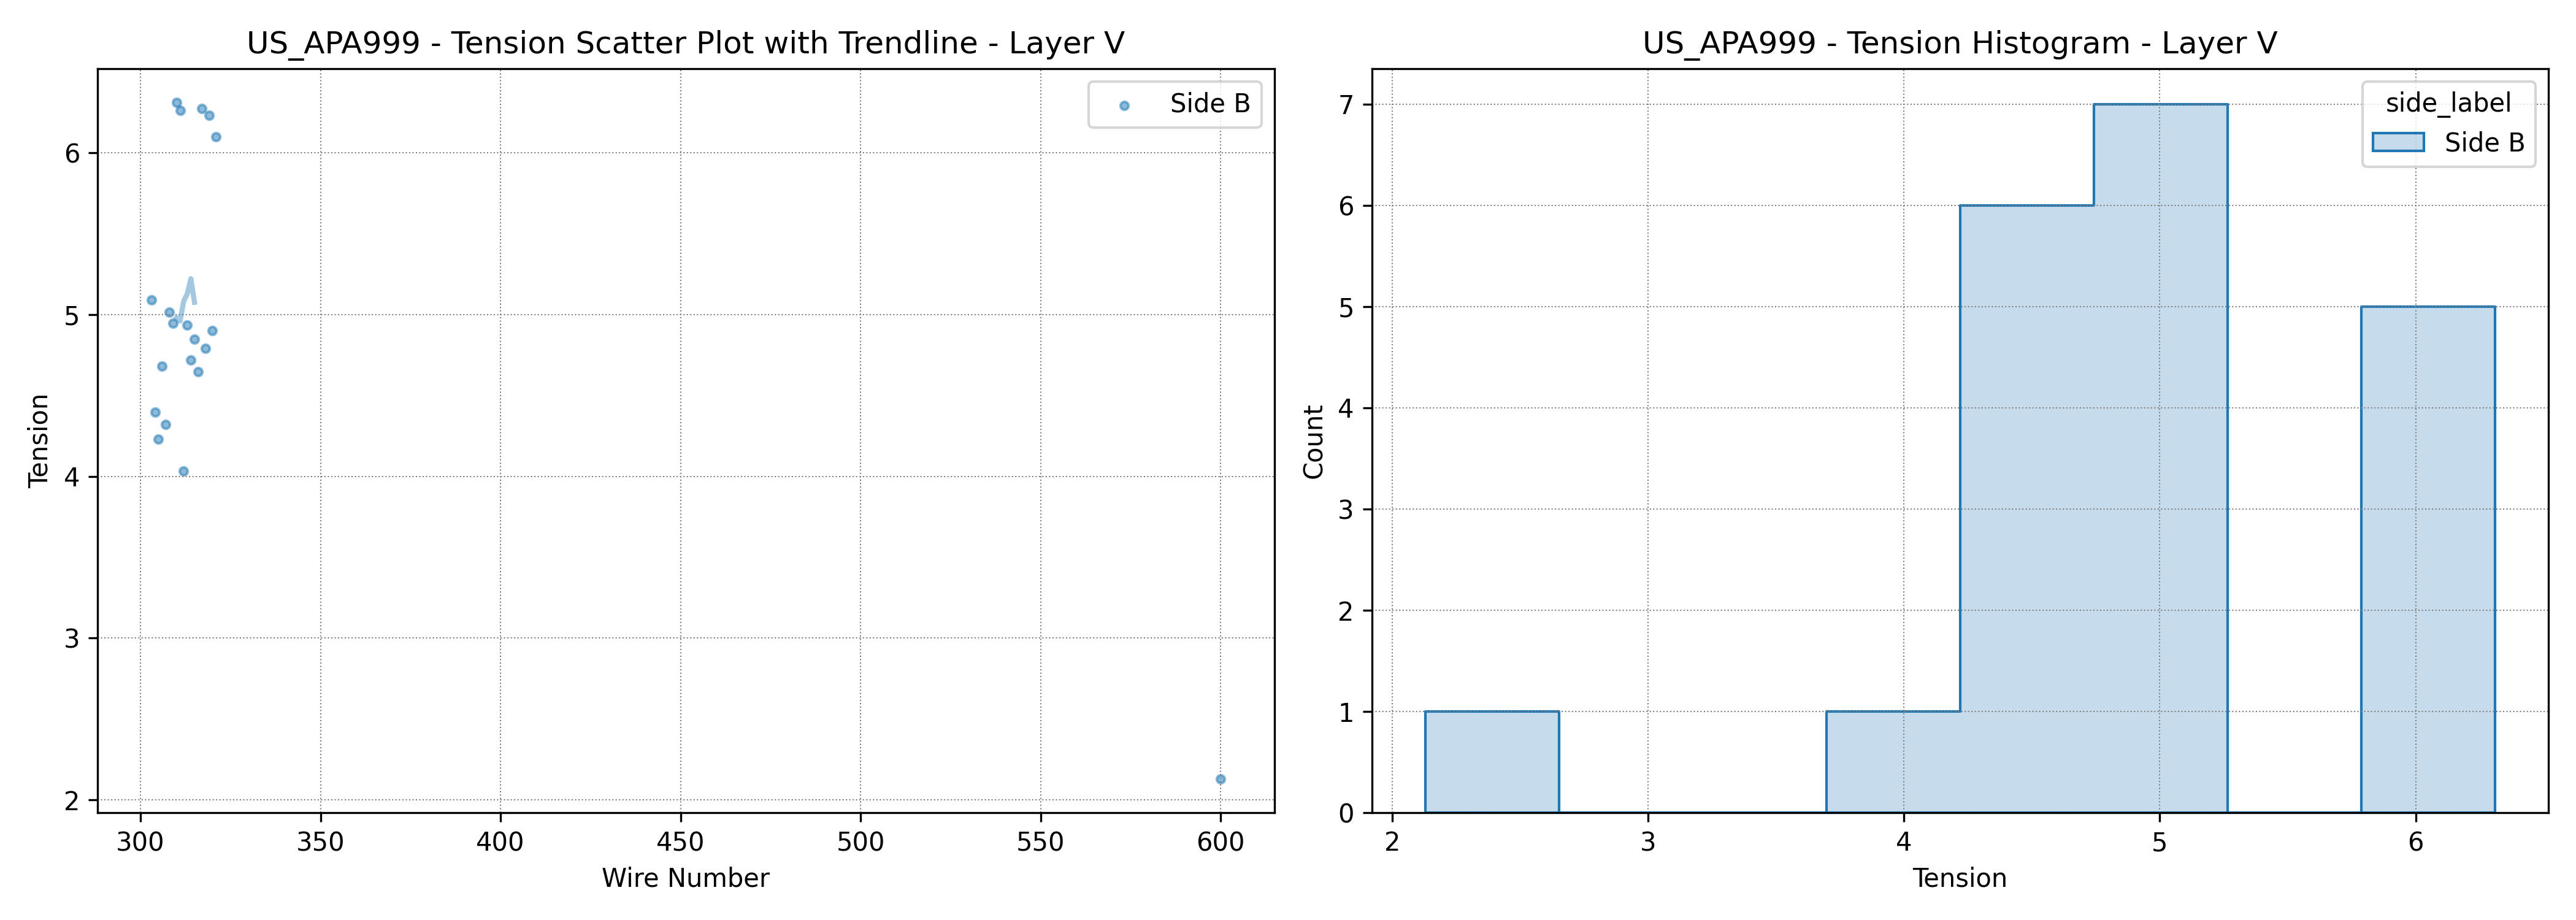 US_APA999 - Tension Scatter Plot with Trendline - Layer V
Side B
6
5
4
3
2
Tension
300 350 400 450 500 550 600
Wire Number
US_APA999 - Tension Histogram - Layer V
side_label
Side B
7
6
5
4
3
2
1
0
Count
2 3 4 5 6
Tension